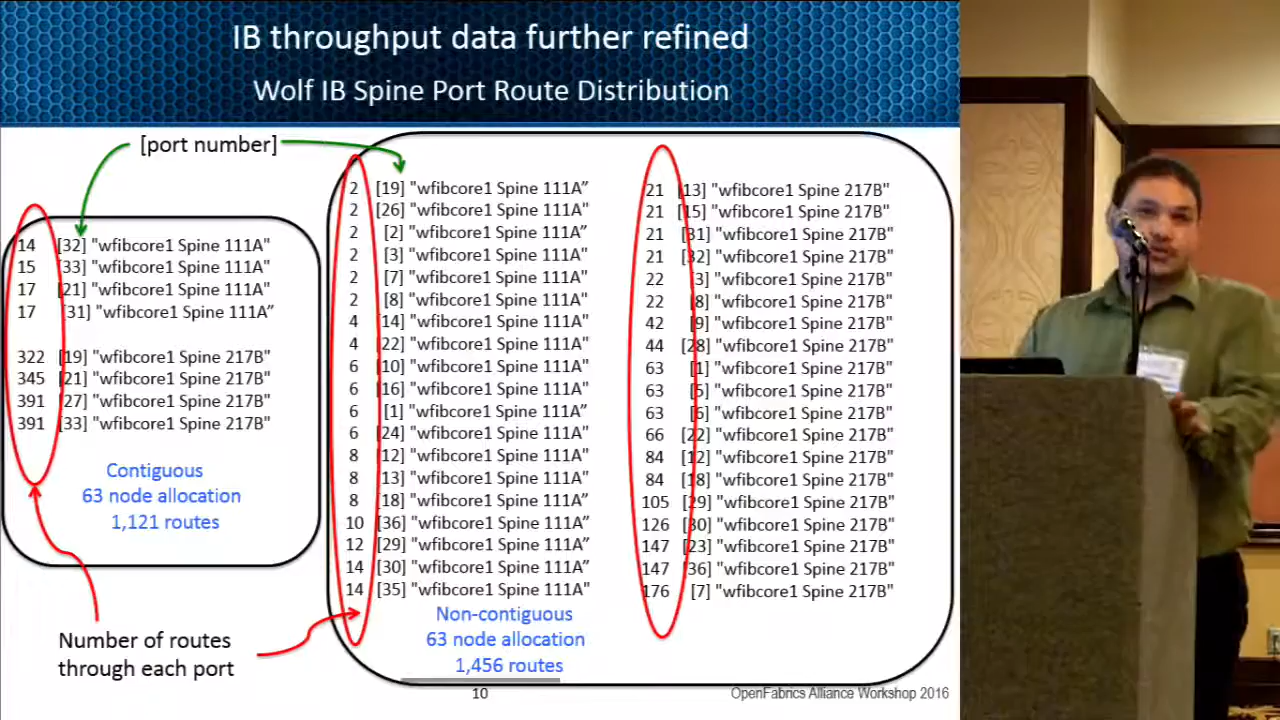 IB throughput data further refined
Wolf IB Spine Port Route Distribution
[port number]
14 [32] "wfibcore1 Spine 111A"
15 [33] "wfibcore1 Spine 111A"
17 [21] "wfibcore1 Spine 111A"
17 [31] "wfibcore1 Spine 111A”
322 [19] "wfibcore1 Spine 217B"
345 [21] "wfibcore1 Spine 217B"
391 [27] "wfibcore1 Spine 217B"
391 [33] "wfibcore1 Spine 217B"
Contiguous
63 node allocation
1,121 routes
Number of routes
through each port
2 [19] "wfibcore1 Spine 111A”
2 [26] "wfibcore1 Spine 111A"
2 [2] "wfibcore1 Spine 111A”
2 [3] "wfibcore1 Spine 111A"
2 [7] "wfibcore1 Spine 111A"
2 [8] "wfibcore1 Spine 111A"
4 [14] "wfibcore1 Spine 111A"
4 [22] "wfibcore1 Spine 111A"
6 [10] "wfibcore1 Spine 111A"
6 [16] "wfibcore1 Spine 111A"
6 [1] "wfibcore1 Spine 111A”
6 [24] "wfibcore1 Spine 111A"
8 [12] "wfibcore1 Spine 111A"
8 [13] "wfibcore1 Spine 111A"
8 [18] "wfibcore1 Spine 111A”
10 [36] "wfibcore1 Spine 111A”
12 [29] "wfibcore1 Spine 111A”
14 [30] "wfibcore1 Spine 111A”
14 [35] "wfibcore1 Spine 111A"
Non-contiguous
63 node allocation
1,456 routes
21 [13] "wfibcore1 Spine 217B"
21 [15] "wfibcore1 Spine 217B"
21 [31] "wfibcore1 Spine 217B"
21 [32] "wfibcore1 Spine 217B"
22 [3] "wfibcore1 Spine 217B"
22 [8] "wfibcore1 Spine 217B"
42 [9] "wfibcore1 Spine 217B"
44 [28] "wfibcore1 Spine 217B"
63 [1] "wfibcore1 Spine 217B"
63 [5] "wfibcore1 Spine 217B"
63 [6] "wfibcore1 Spine 217B"
66 [22] "wfibcore1 Spine 217B"
84 [12] "wfibcore1 Spine 217B"
84 [18] "wfibcore1 Spine 217B"
105 [29] "wfibcore1 Spine 217B"
126 [30] "wfibcore1 Spine 217B"
147 [23] "wfibcore1 Spine 217B"
147 [36] "wfibcore1 Spine 217B"
176 [7] "wfibcore1 Spine 217B"
10
OpenFabrics Alliance Workshop 2016